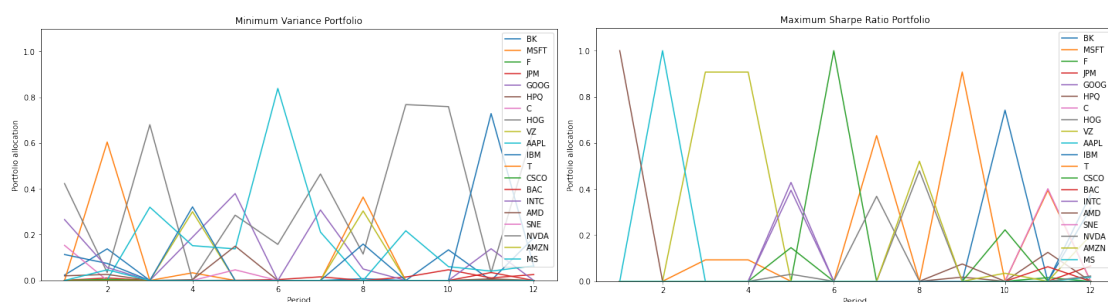 Minimum Variance Portfolio
1.0
0.8
0.6
0.4
0.2
0.0
Portfolio allocation
2
4
6
8
10
12
Period
BK
MSFT
F
JPM
GOOG
HPQ
C
HOG
VZ
AAPL
IBM
T
CSCO
BAC
INTC
AMD
SNE
NVDA
AMZN
MS
Maximum Sharpe Ratio Portfolio
1.0
0.8
0.6
0.4
0.2
0.0
Portfolio allocation
2
4
6
8
10
12
Period
BK
MSFT
F
JPM
GOOG
HPQ
C
HOG
VZ
AAPL
IBM
T
CSCO
BAC
INTC
AMD
SNE
NVDA
AMZN
MS